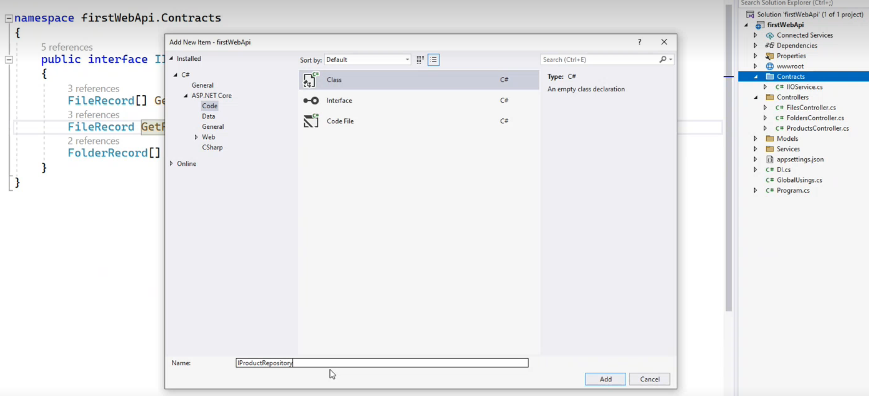 namespace firstWebApi.Contracts
{
5 references
public interface II
{
3 references
FileRecord[] Ge
3 references
FileRecord GetF
2 references
FolderRecord[]
}
}
Add New Item - firstWebApi
?
Installed
C#
General
ASP.NET Core
Code
Data
General
Web
CSharp
Online
Sort by: Default
Class C#
Interface C#
Code File C#
Search (Ctrl+E)
Type: C#
An empty class declaration
Name: IProductRepository
Add Cancel
Search Solution Explorer (Ctrl+;)
Solution 'firstWebApi' (1 of 1 project)
firstWebApi
Connected Services
Dependencies
Properties
wwwroot
Contracts
C# IIOService.cs
Controllers
C# FilesController.cs
C# FoldersController.cs
C# ProductsController.cs
Models
Services
appsettings.json
C# DI.cs
C# GlobalUsings.cs
C# Program.cs